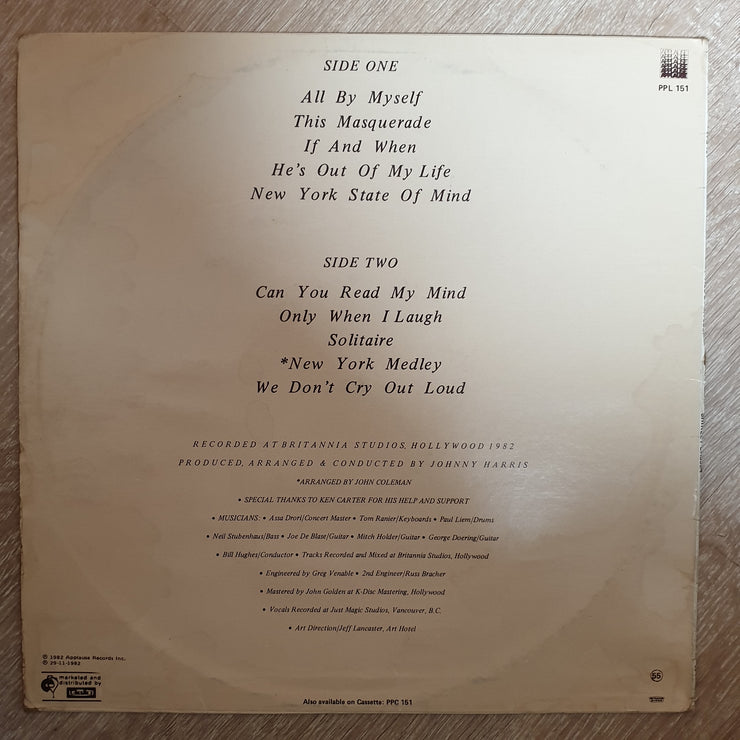 SIDE ONE
PPL 151
All By Myself
This Masquerade
If And When
He's Out Of My Life
New York State Of Mind
SIDE TWO
Can You Read My Mind
Only When I Laugh
Solitaire
*New York Medley
We Don't Cry Out Loud
RECORDED AT BRITANNIA STUDIOS, HOLLYWOOD 1982
PRODUCED, ARRANGED & CONDUCTED BY JOHNNY HARRIS
*ARRANGED BY JOHN COLEMAN
• SPECIAL THANKS TO KEN CARTER FOR HIS HELP AND SUPPORT
• MUSICIANS: • Assa Drori/Concert Master • Tom Ranier/Keyboards • Paul Liem/Drums
• Neil Stubenhaus/Bass • Joe De Blase/Guitar • Mitch Holder/Guitar • George Doering/Guitar
• Bill Hughes/Conductor • Tracks Recorded and Mixed at Britannia Studios, Hollywood
• Engineered by Greg Venable • 2nd Engineer/Russ Bracher
• Mastered by John Golden at K-Disc Mastering, Hollywood
• Vocals Recorded at Just Magic Studios, Vancouver, B.C.
• Art Direction/Jeff Lancaster, Art Hotel
℗ 1982 Applause Records Inc.
© 29-11-1982
marketed and
distributed by
55
Also available on Cassette: PPC 151